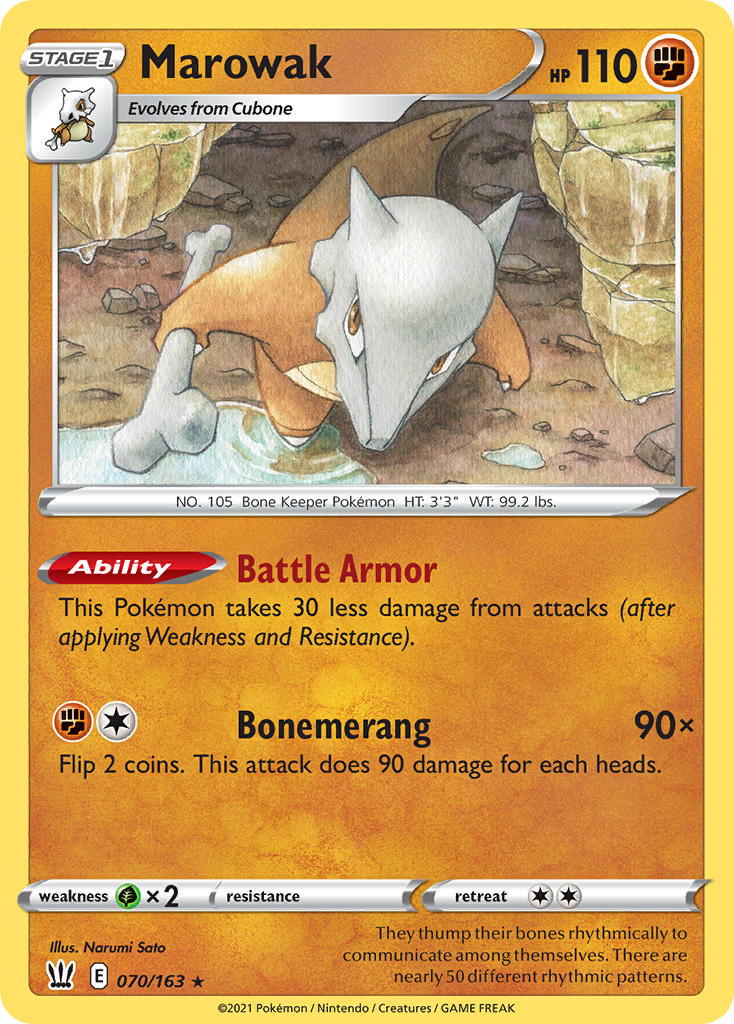 STAGE1
Marowak
HP 110
Evolves from Cubone
NO. 105 Bone Keeper Pokémon HT: 3'3" WT: 99.2 lbs.
Ability Battle Armor
This Pokémon takes 30 less damage from attacks (after
applying Weakness and Resistance).
Bonemerang 90×
Flip 2 coins. This attack does 90 damage for each heads.
weakness ×2 resistance retreat
Illus. Narumi Sato
They thump their bones rhythmically to
communicate among themselves. There are
nearly 50 different rhythmic patterns.
E 070/163 ★
©2021 Pokémon / Nintendo / Creatures / GAME FREAK